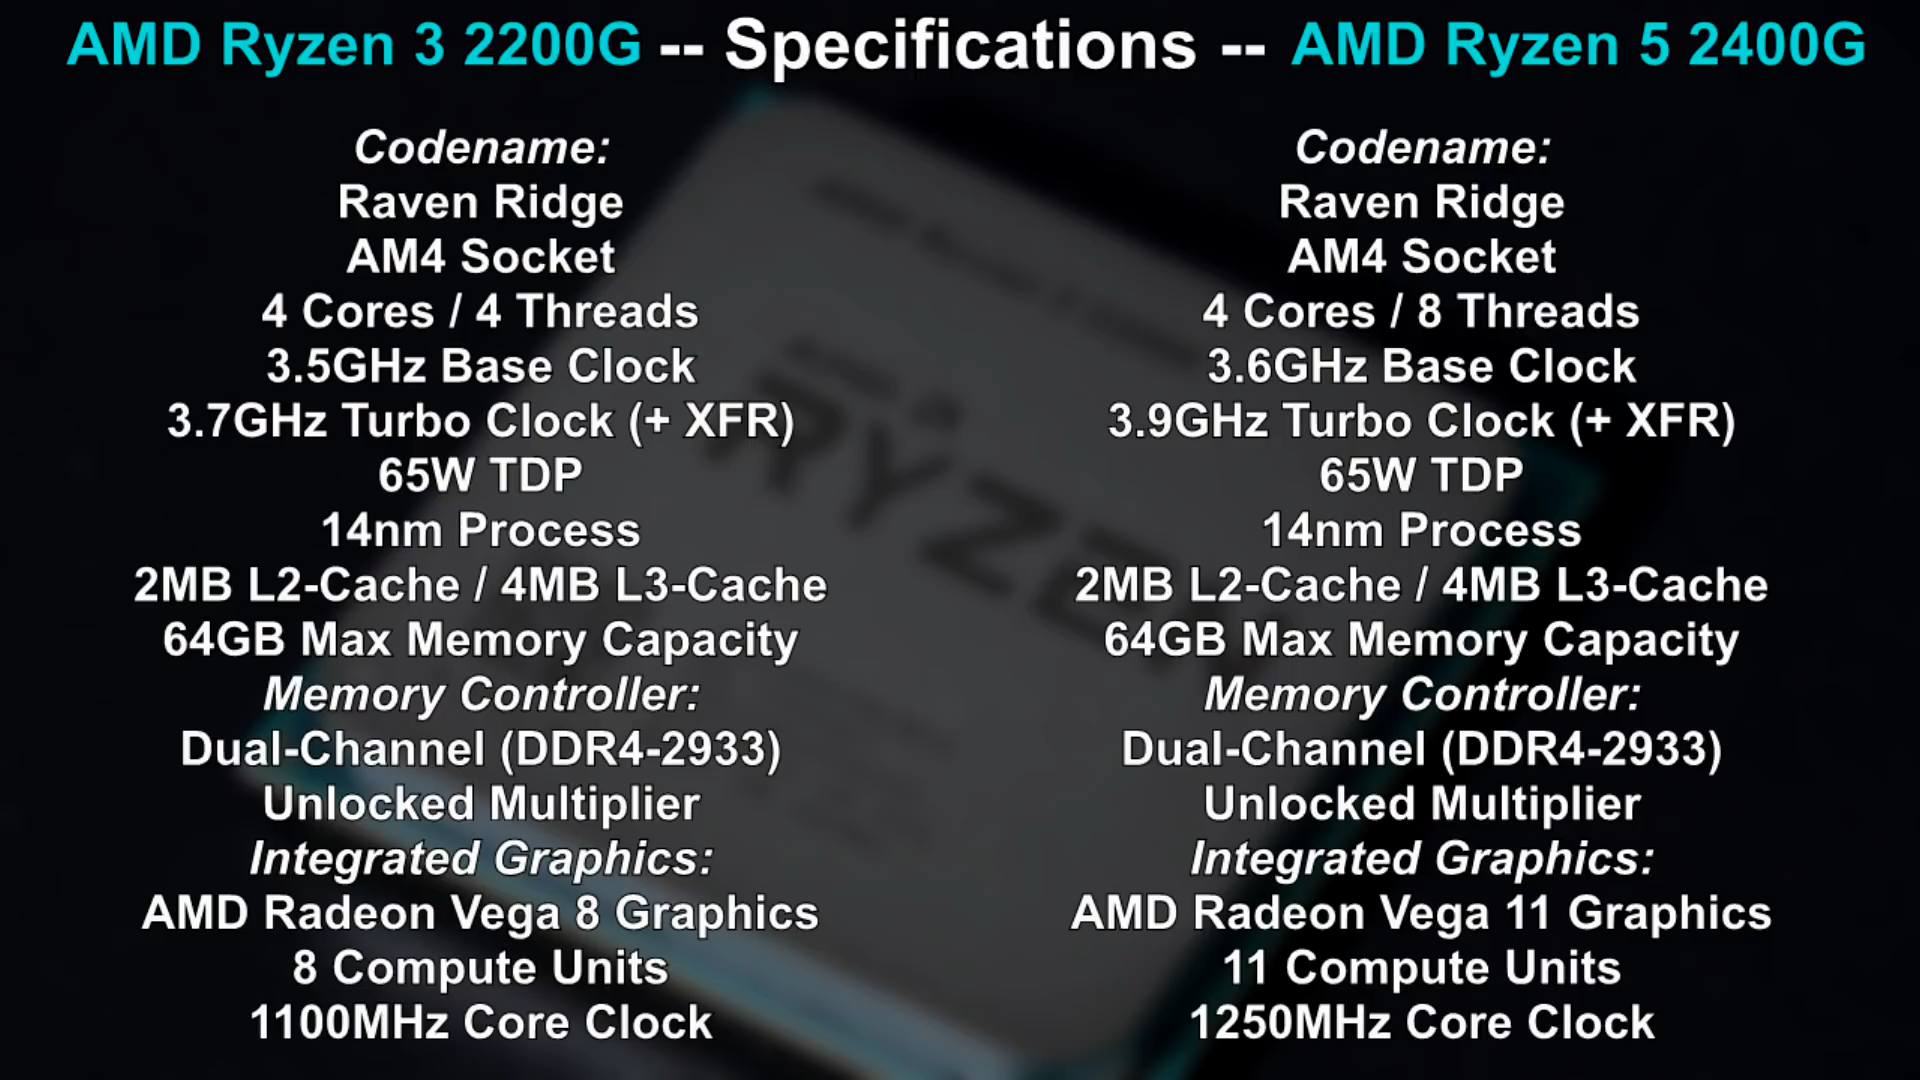 AMD Ryzen 3 2200G -- Specifications -- AMD Ryzen 5 2400G
Codename:
Raven Ridge
AM4 Socket
4 Cores / 4 Threads
3.5GHz Base Clock
3.7GHz Turbo Clock (+ XFR)
65W TDP
14nm Process
2MB L2-Cache / 4MB L3-Cache
64GB Max Memory Capacity
Memory Controller:
Dual-Channel (DDR4-2933)
Unlocked Multiplier
Integrated Graphics:
AMD Radeon Vega 8 Graphics
8 Compute Units
1100MHz Core Clock
Codename:
Raven Ridge
AM4 Socket
4 Cores / 8 Threads
3.6GHz Base Clock
3.9GHz Turbo Clock (+ XFR)
65W TDP
14nm Process
2MB L2-Cache / 4MB L3-Cache
64GB Max Memory Capacity
Memory Controller:
Dual-Channel (DDR4-2933)
Unlocked Multiplier
Integrated Graphics:
AMD Radeon Vega 11 Graphics
11 Compute Units
1250MHz Core Clock
RYZEN